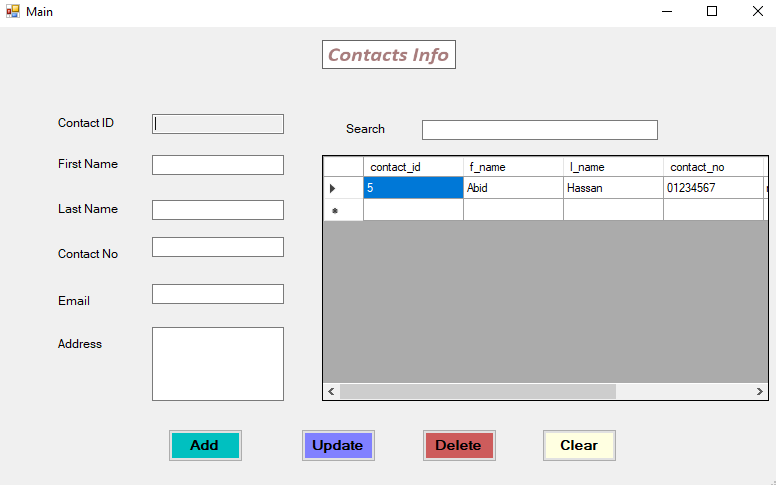 Main
Contacts Info
Contact ID
Search
First Name
contact_id f_name l_name contact_no
5 Abid Hassan 01234567
Last Name
Contact No
Email
Address
Add Update Delete Clear